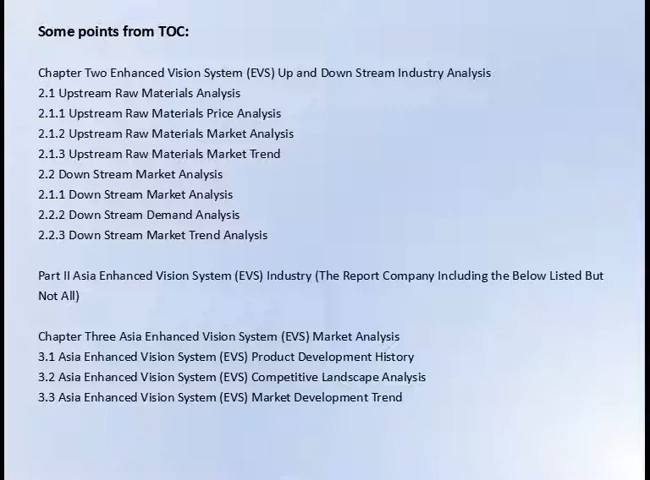 Some points from TOC:
Chapter Two Enhanced Vision System (EVS) Up and Down Stream Industry Analysis
2.1 Upstream Raw Materials Analysis
2.1.1 Upstream Raw Materials Price Analysis
2.1.2 Upstream Raw Materials Market Analysis
2.1.3 Upstream Raw Materials Market Trend
2.2 Down Stream Market Analysis
2.1.1 Down Stream Market Analysis
2.2.2 Down Stream Demand Analysis
2.2.3 Down Stream Market Trend Analysis
Part II Asia Enhanced Vision System (EVS) Industry (The Report Company Including the Below Listed But
Not All)
Chapter Three Asia Enhanced Vision System (EVS) Market Analysis
3.1 Asia Enhanced Vision System (EVS) Product Development History
3.2 Asia Enhanced Vision System (EVS) Competitive Landscape Analysis
3.3 Asia Enhanced Vision System (EVS) Market Development Trend